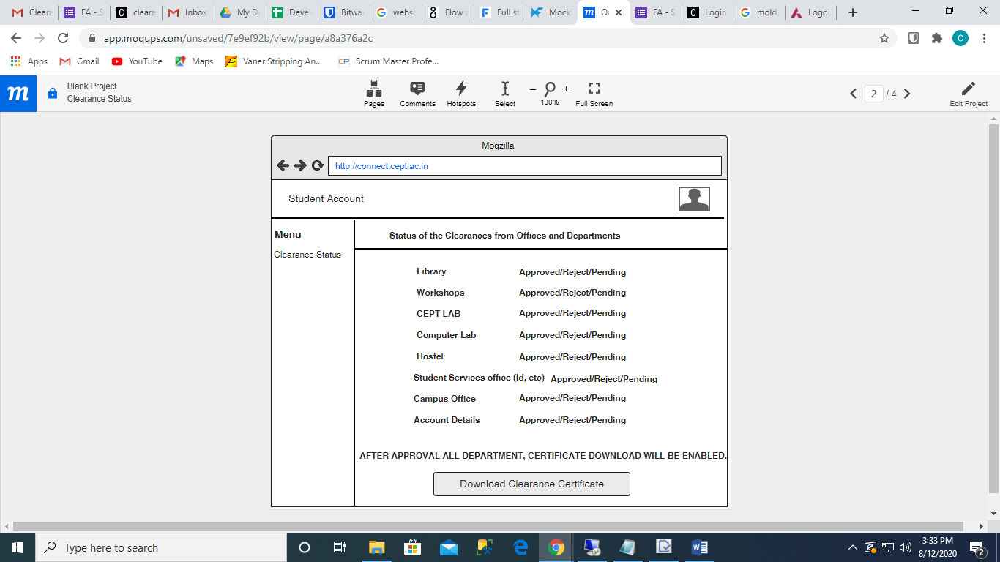 Cleara FA - S cleara Inbox My Dr Devel Bitwar websi Flow a Full st Mock On FA - S Login mold Logou
app.moqups.com/unsaved/7e9ef92b/view/page/a8a376a2c
C
Apps Gmail YouTube Maps Vaner Stripping An... CP Scrum Master Profe...
m
Blank Project
Clearance Status
Pages Comments Hotspots Select – + 100% Full Screen
2 / 4
Edit Project
Moqzilla
http://connect.cept.ac.in
Student Account
Menu
Clearance Status
Status of the Clearances from Offices and Departments
Library Approved/Reject/Pending
Workshops Approved/Reject/Pending
CEPT LAB Approved/Reject/Pending
Computer Lab Approved/Reject/Pending
Hostel Approved/Reject/Pending
Student Services office (Id, etc) Approved/Reject/Pending
Campus Office Approved/Reject/Pending
Account Details Approved/Reject/Pending
AFTER APPROVAL ALL DEPARTMENT, CERTIFICATE DOWNLOAD WILL BE ENABLED.
Download Clearance Certificate
Type here to search
3:33 PM
8/12/2020
2